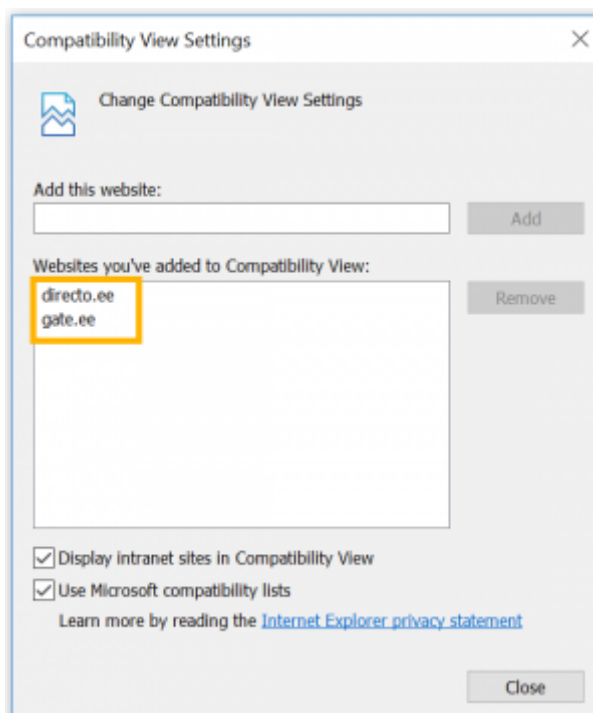 Compatibility View Settings
Change Compatibility View Settings
Add this website:
Add
Websites you've added to Compatibility View:
directo.ee
gate.ee
Remove
Display intranet sites in Compatibility View
Use Microsoft compatibility lists
Learn more by reading the Internet Explorer privacy statement
Close